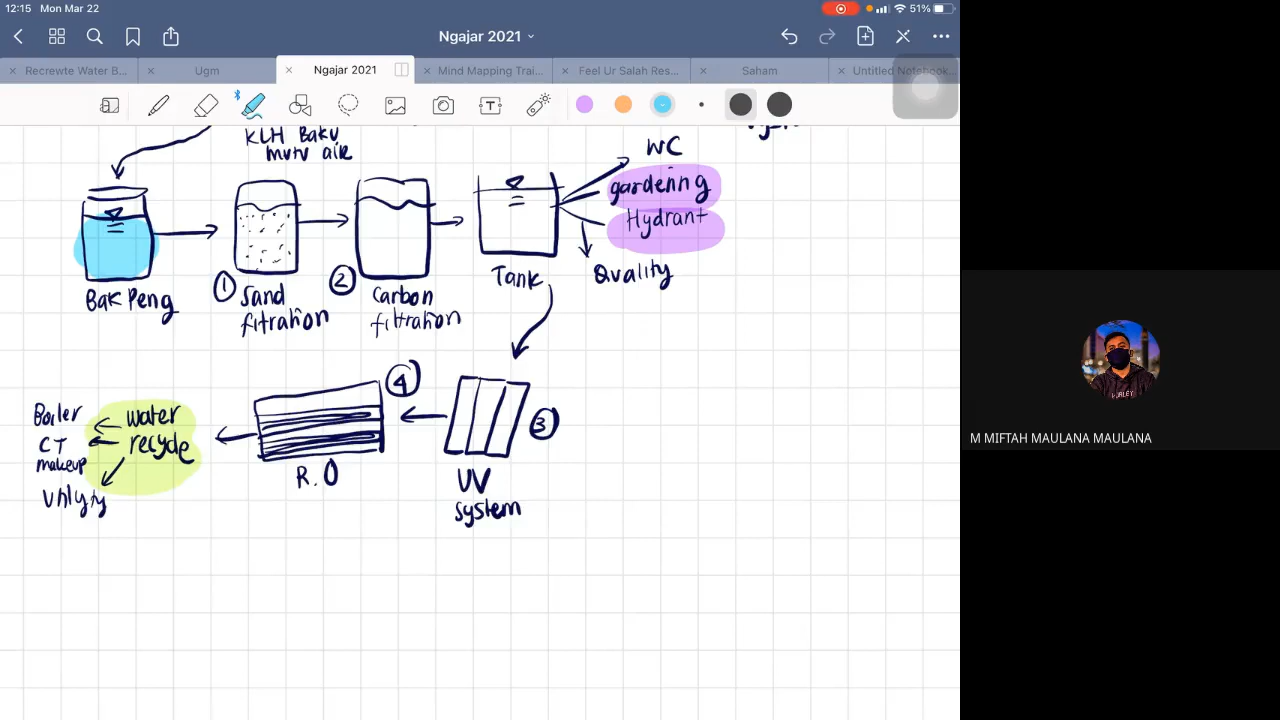 12:15 Mon Mar 22
51%
Ngajar 2021
Recrewte Water B...
Ugm
Ngajar 2021
Mind Mapping Trai...
Feel Ur Salah Res...
Saham
Untitled Notebook...
KLH Baku
mutu air
WC
gardening
Hydrant
Quality
Bak Peng
1
Sand
filtration
2
Carbon
filtration
Tank
Boiler
CT
makeup
water
recycle
4
R.O
3
UV
system
M MIFTAH MAULANA MAULANA
HURLEY